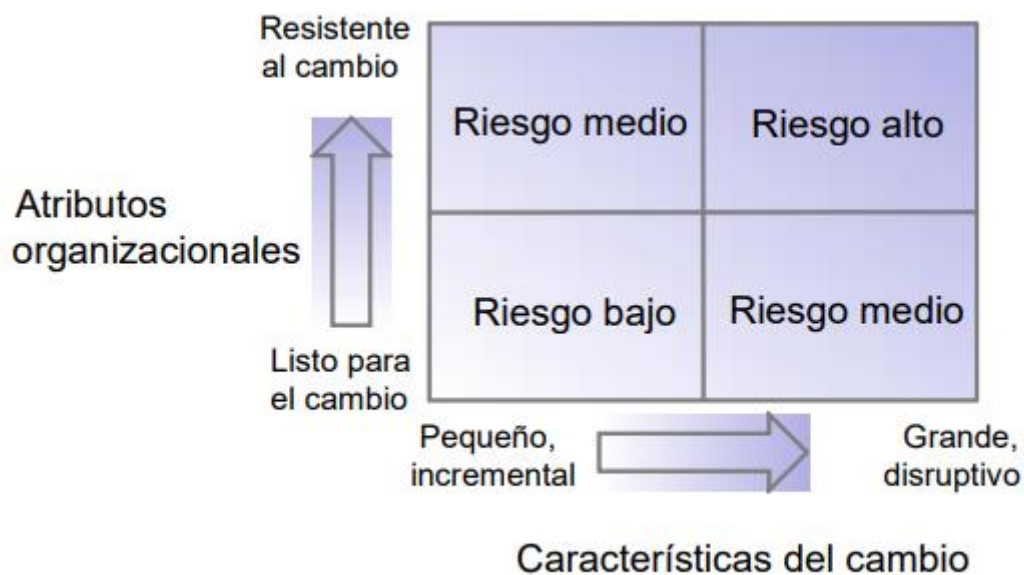 Resistente
al cambio
Riesgo medio
Riesgo alto
Atributos
organizacionales
Riesgo bajo
Riesgo medio
Listo para
el cambio
Pequeño,
incremental
Grande,
disruptivo
Características del cambio